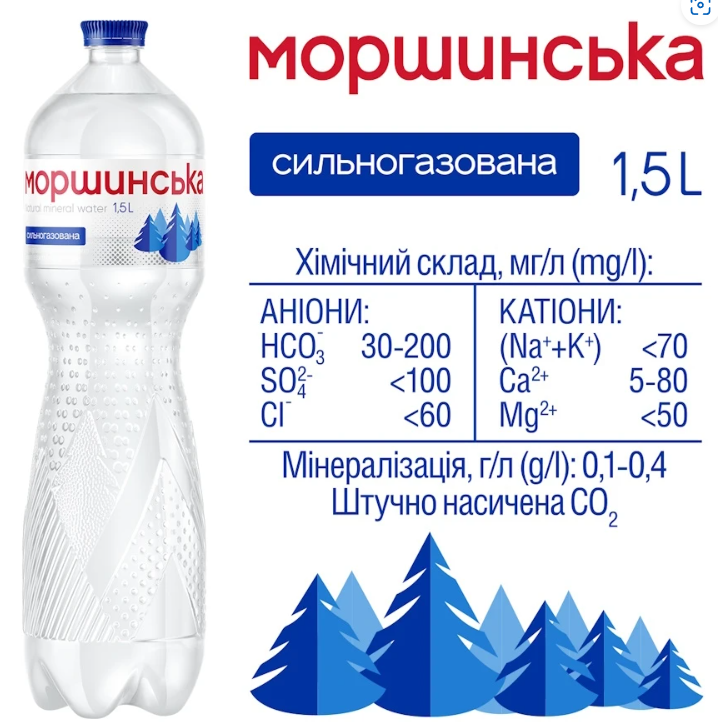 моршинська
сильногазована
1,5 L
моршинська
natural mineral water 1,5 L
сильногазована
Хімічний склад, мг/л (mg/l):
АНІОНИ:
HCO₃⁻ 30-200
SO₄²⁻ <100
Cl⁻ <60
КАТІОНИ:
(Na⁺+K⁺) <70
Ca²⁺ 5-80
Mg²⁺ <50
Мінералізація, г/л (g/l): 0,1-0,4
Штучно насичена CO₂